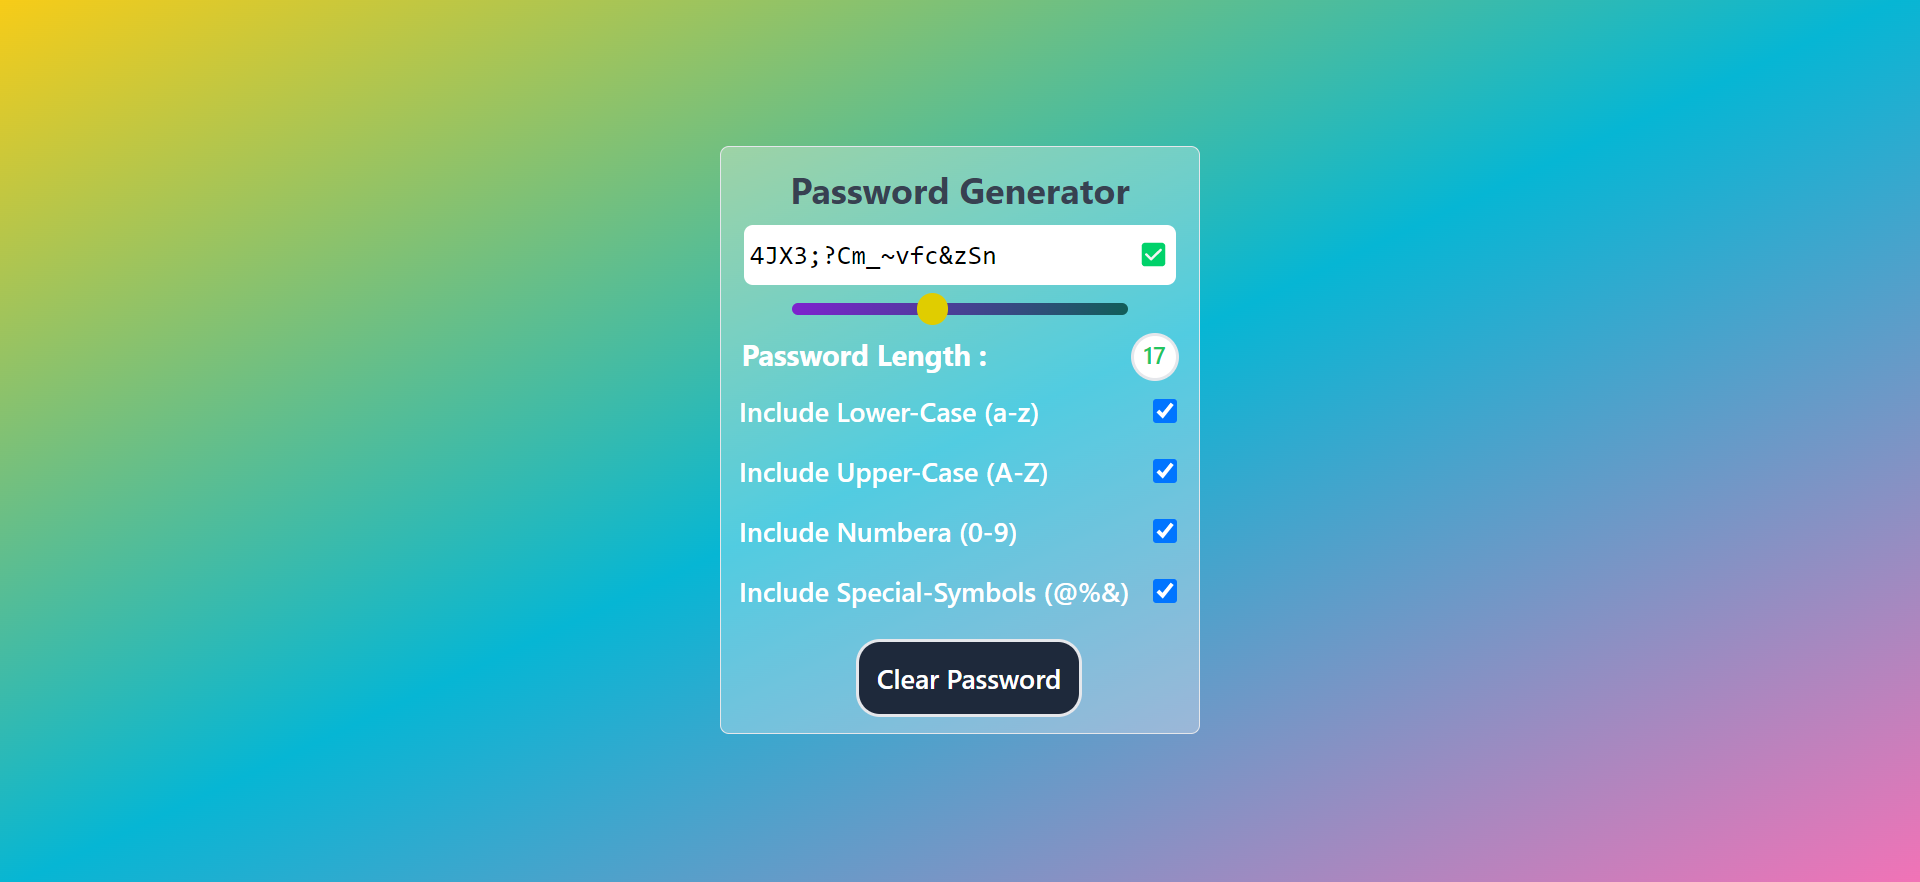 Password Generator
4JX3;?Cm_~vfc&zSn
Password Length :
17
Include Lower-Case (a-z)
Include Upper-Case (A-Z)
Include Numbera (0-9)
Include Special-Symbols (@%&)
Clear Password